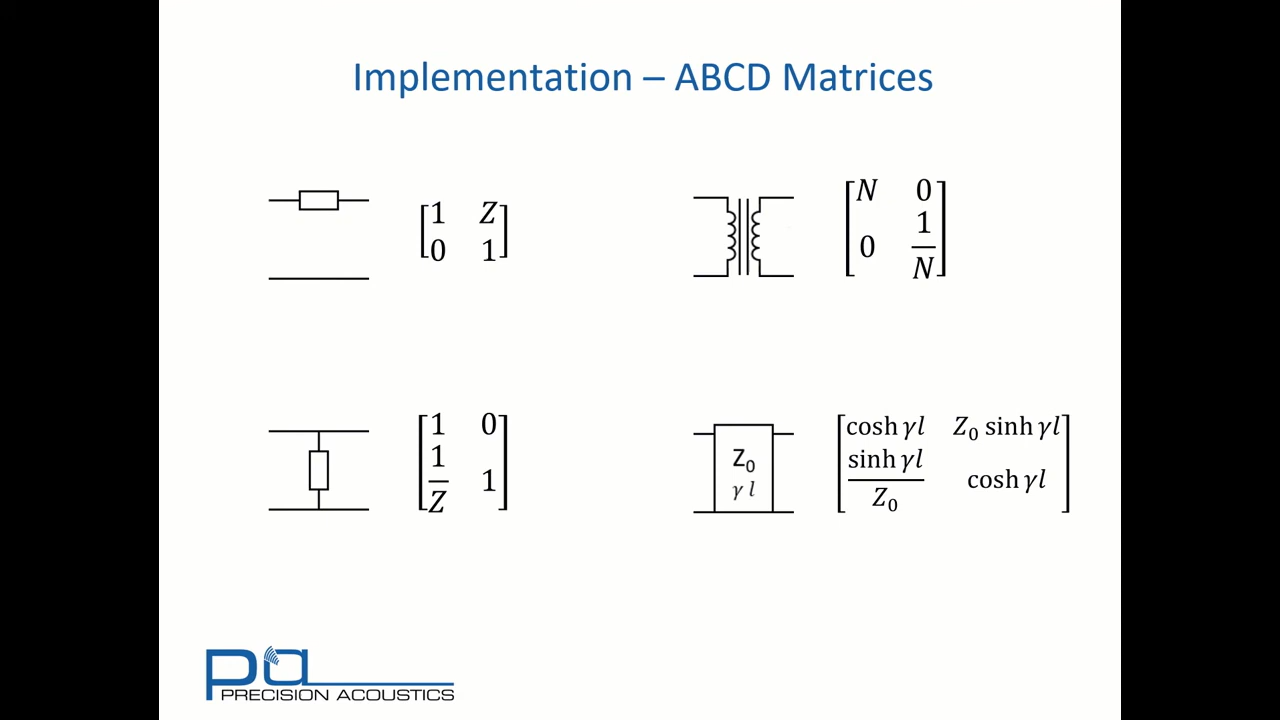 Implementation – ABCD Matrices
1 Z
0 1
N 0
0 1/N
1 0
1/Z 1
Z₀
γ l
cosh γl Z₀ sinh γl
sinh γl/Z₀ cosh γl
pa
PRECISION ACOUSTICS